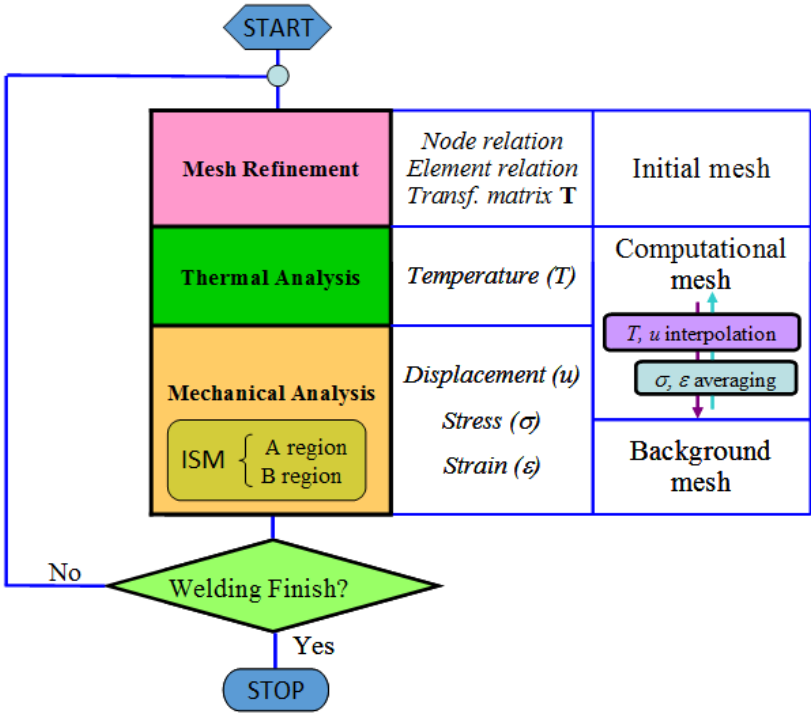 START
Mesh Refinement
Node relation
Element relation
Transf. matrix T
Initial mesh
Thermal Analysis
Temperature (T)
Computational
mesh
T, u interpolation
σ, ε averaging
Mechanical Analysis
ISM { A region
B region
Displacement (u)
Stress (σ)
Strain (ε)
Background
mesh
Welding Finish?
No
Yes
STOP